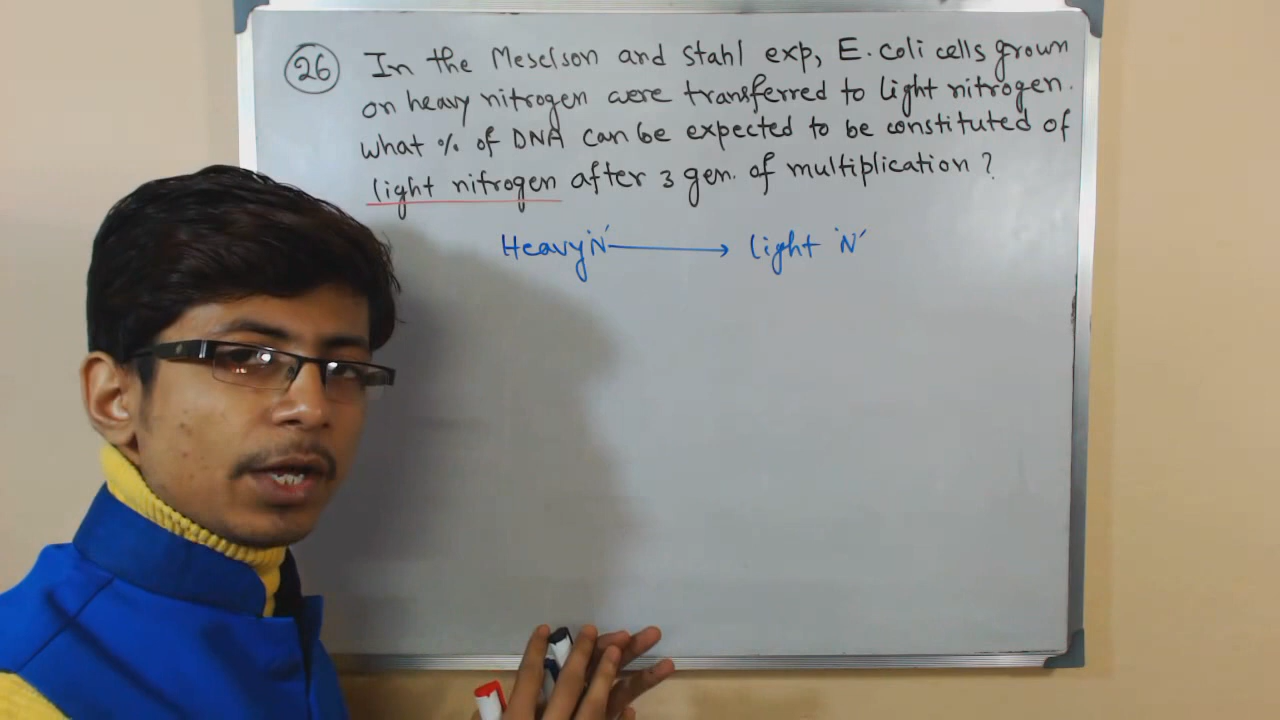 26 In the Meselson and Stahl exp, E. coli cells grown
on heavy nitrogen were transferred to light nitrogen.
what % of DNA can be expected to be constituted of
light nitrogen after 3 gen. of multiplication ?
Heavy 'N' → light 'N'